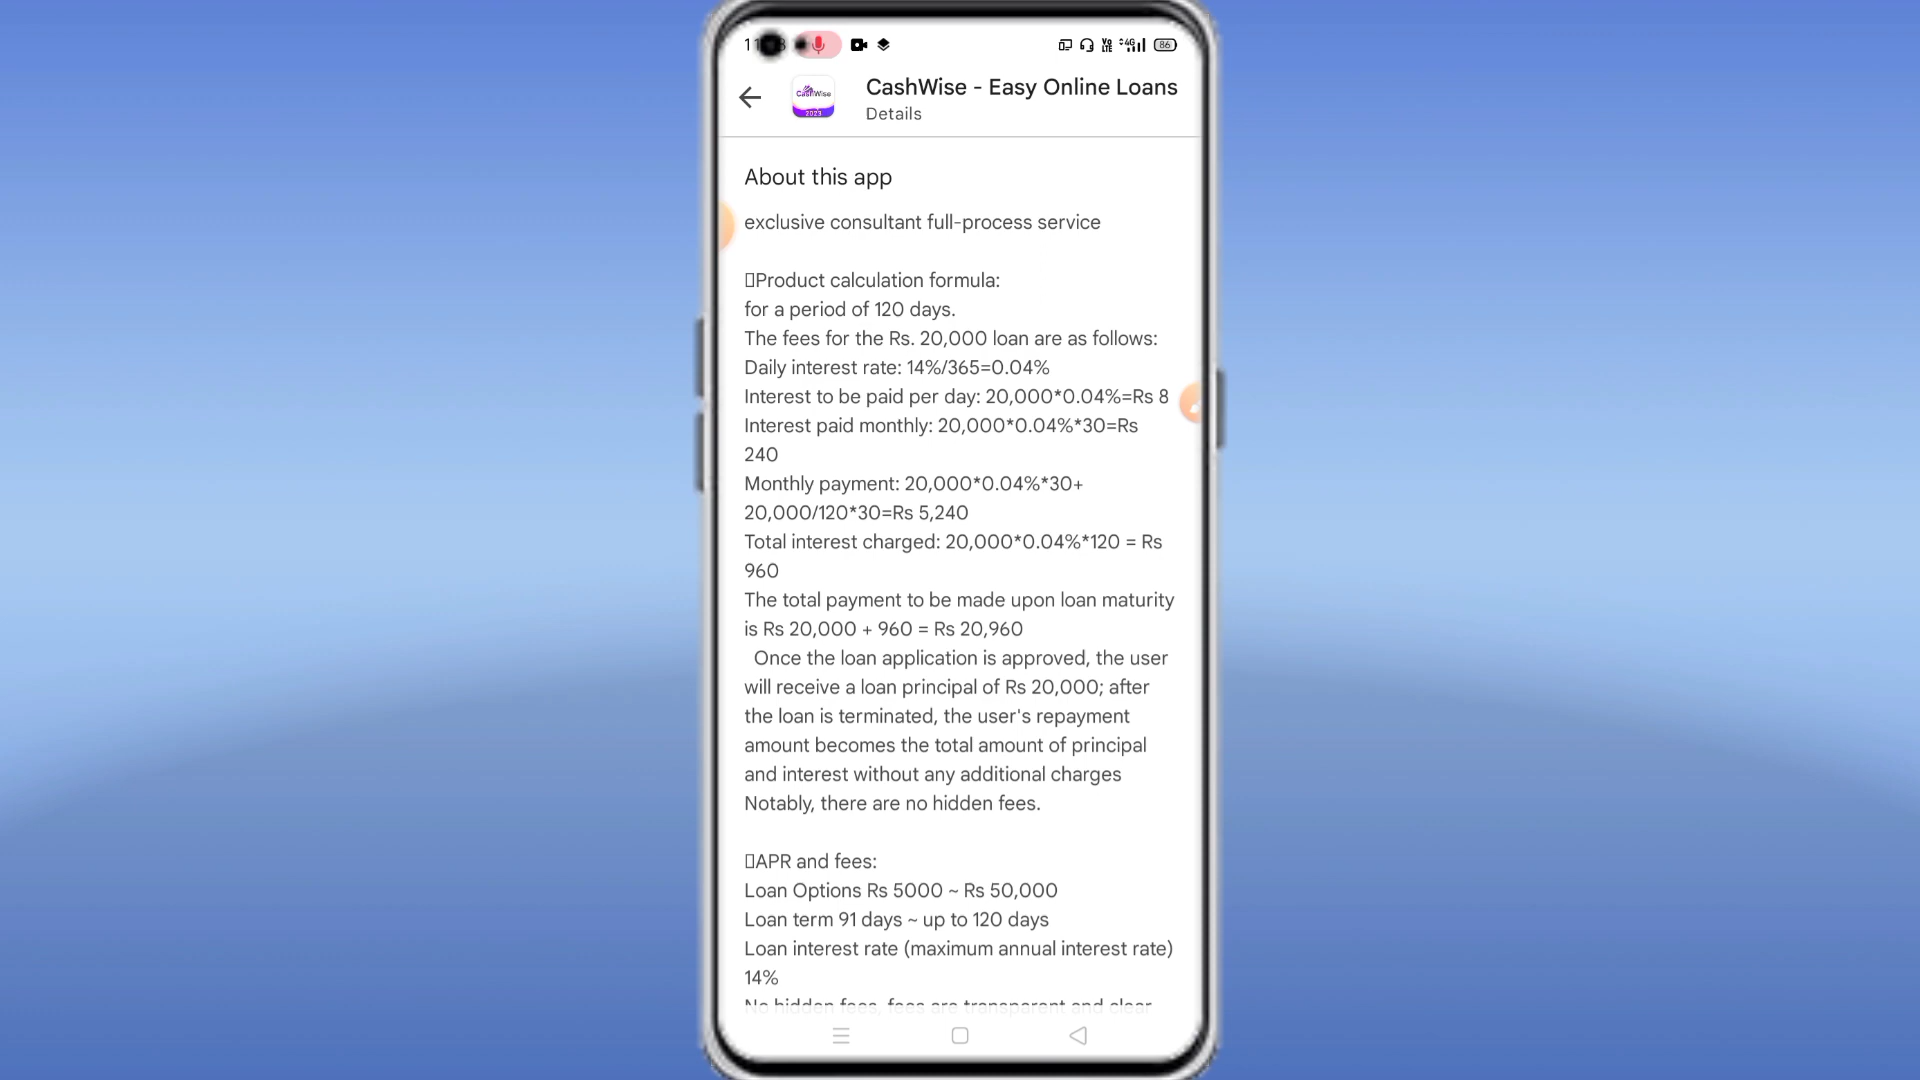 86
CashWise - Easy Online Loans
CashWise
2023
Details
About this app
exclusive consultant full-process service
Product calculation formula:
for a period of 120 days.
The fees for the Rs. 20,000 loan are as follows:
Daily interest rate: 14%/365=0.04%
Interest to be paid per day: 20,000*0.04%=Rs 8
Interest paid monthly: 20,000*0.04%*30=Rs
240
Monthly payment: 20,000*0.04%*30+
20,000/120*30=Rs 5,240
Total interest charged: 20,000*0.04%*120 = Rs
960
The total payment to be made upon loan maturity
is Rs 20,000 + 960 = Rs 20,960
Once the loan application is approved, the user
will receive a loan principal of Rs 20,000; after
the loan is terminated, the user's repayment
amount becomes the total amount of principal
and interest without any additional charges
Notably, there are no hidden fees.
APR and fees:
Loan Options Rs 5000 ~ Rs 50,000
Loan term 91 days ~ up to 120 days
Loan interest rate (maximum annual interest rate)
14%
No hidden fees, fees are transparent and clear